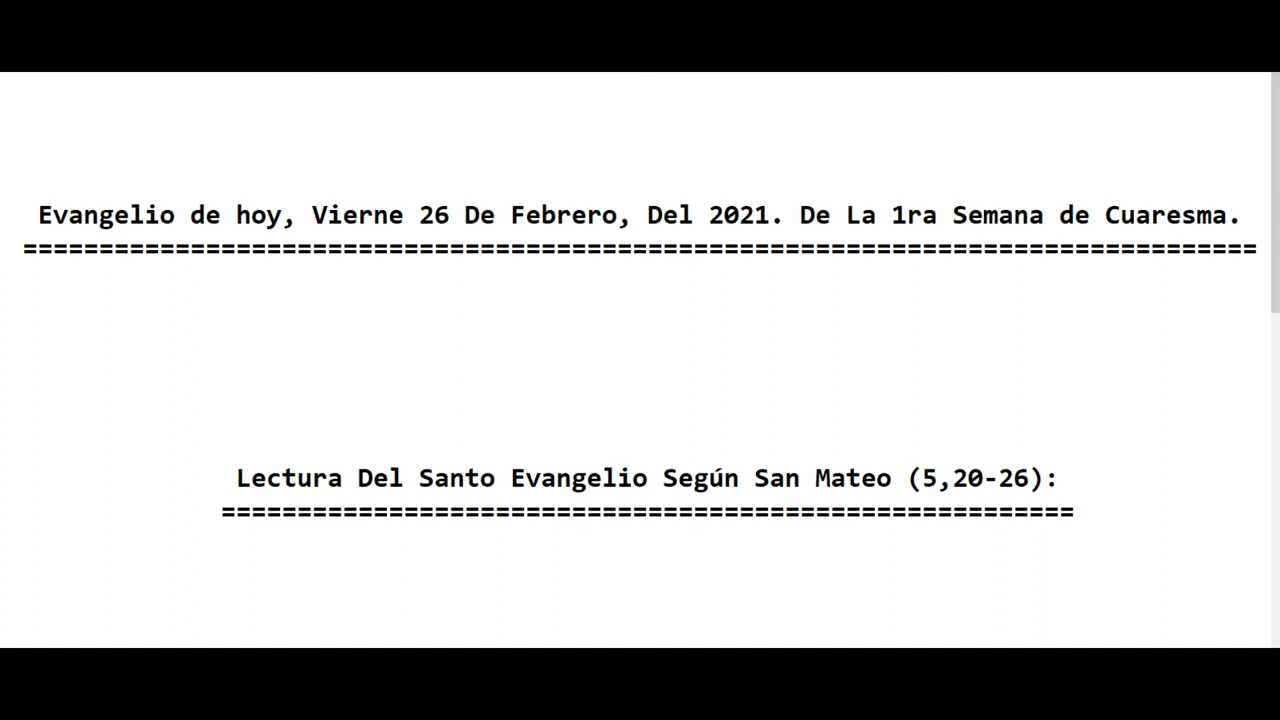 Evangelio de hoy, Vierne 26 De Febrero, Del 2021. De La 1ra Semana de Cuaresma.
=================================================================================
Lectura Del Santo Evangelio Según San Mateo (5,20-26):
========================================================